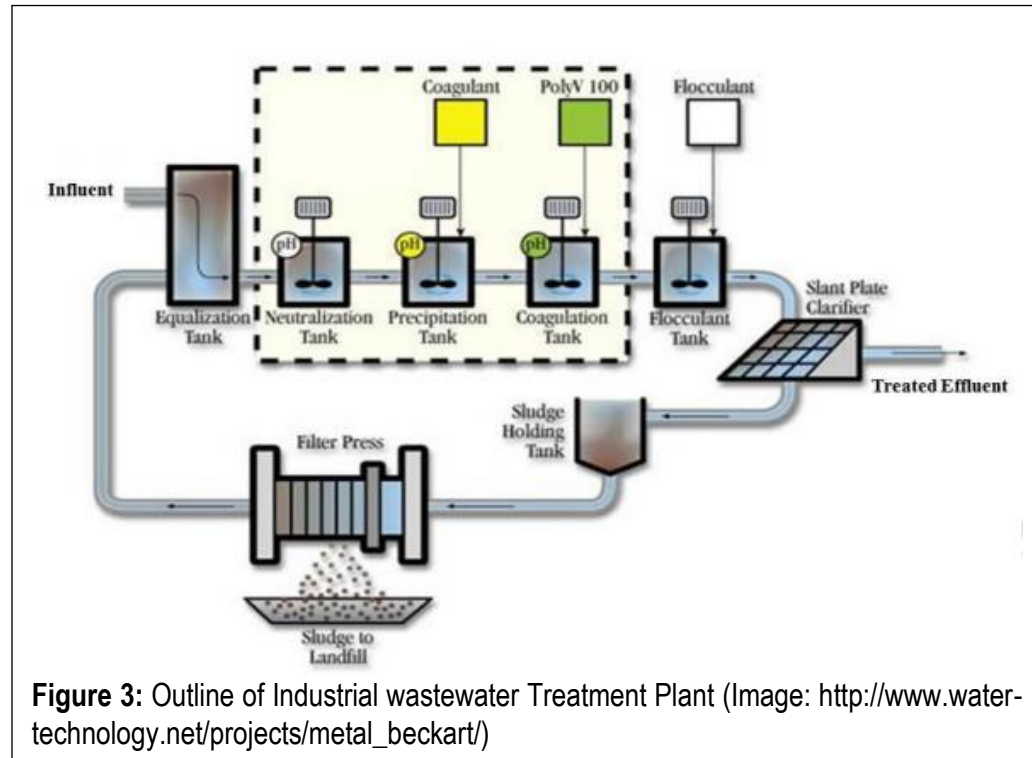 Coagulant
PolyV 100
Flocculant
Influent
pH
pH
pH
Equalization
Tank
Neutralization
Tank
Precipitation
Tank
Coagulation
Tank
Flocculant
Tank
Slant Plate
Clarifier
Treated Effluent
Sludge
Holding
Tank
Filter Press
Sludge to
Landfill
Figure 3: Outline of Industrial wastewater Treatment Plant (Image: http://www.water-
technology.net/projects/metal_beckart/)